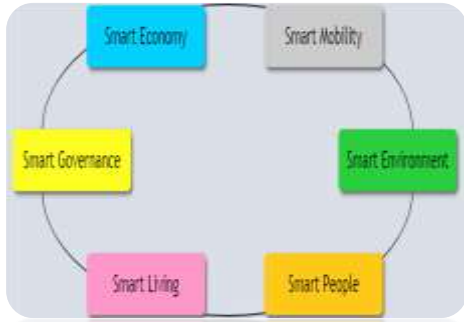 Smart Economy
Smart Mobility
Smart Governance
Smart Environment
Smart Living
Smart People